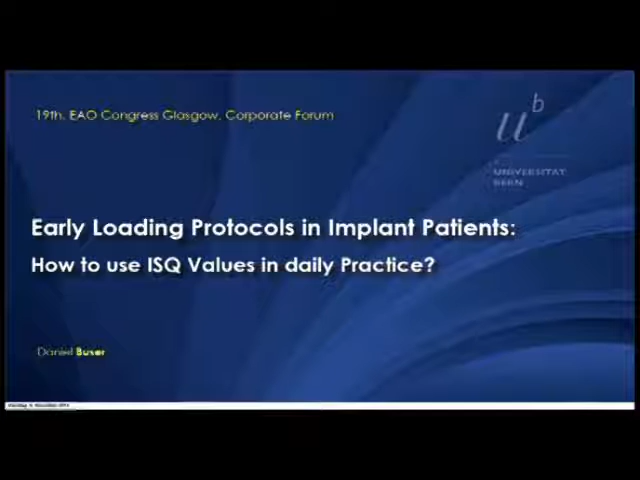 19th. EAO Congress Glasgow, Corporate Forum
u b
UNIVERSITÄT
BERN
Early Loading Protocols in Implant Patients:
How to use ISQ Values in daily Practice?
Daniel Buser